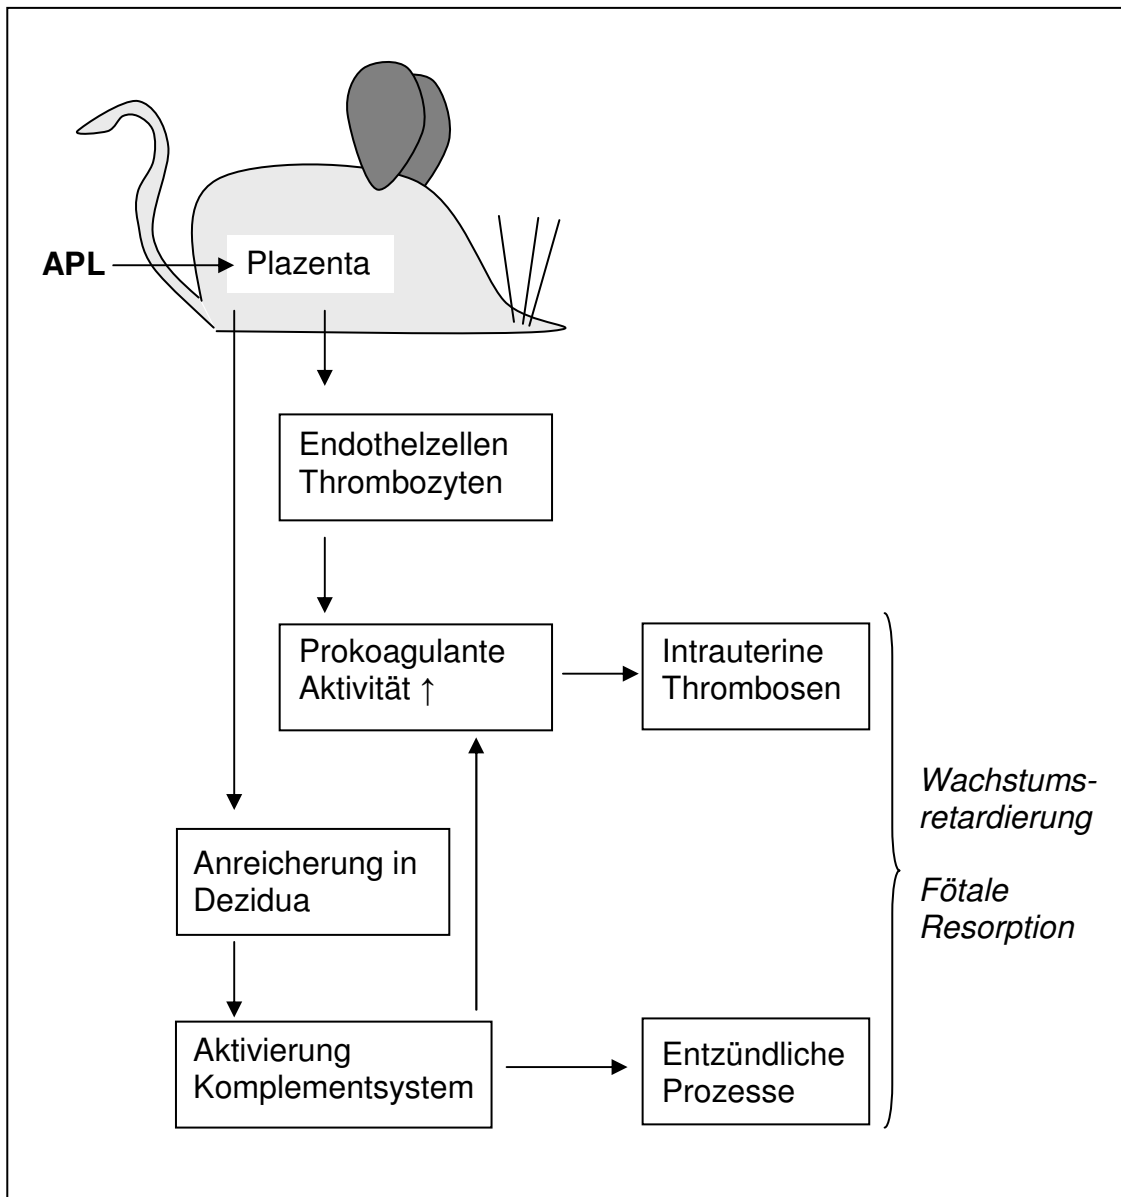 APL
Plazenta
Endothelzellen
Thrombozyten
Prokoagulante
Aktivität ↑
Intrauterine
Thrombosen
Wachstums-
retardierung
Fötale
Resorption
Anreicherung in
Dezidua
Aktivierung
Komplementsystem
Entzündliche
Prozesse